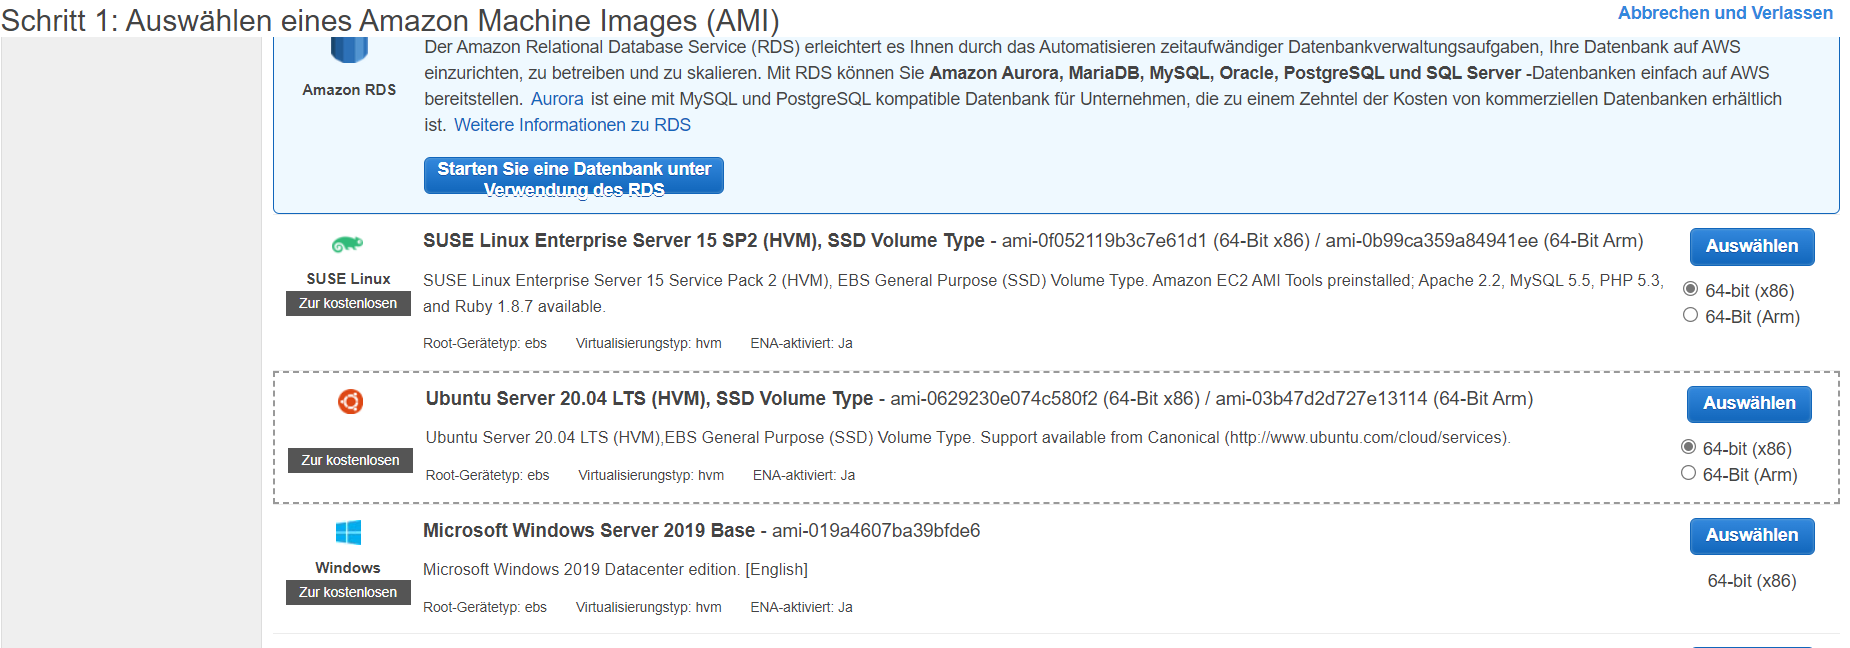 Schritt 1: Auswählen eines Amazon Machine Images (AMI)
Abbrechen und Verlassen
Amazon RDS
Der Amazon Relational Database Service (RDS) erleichtert es Ihnen durch das Automatisieren zeitaufwändiger Datenbankverwaltungsaufgaben, Ihre Datenbank auf AWS
einzurichten, zu betreiben und zu skalieren. Mit RDS können Sie Amazon Aurora, MariaDB, MySQL, Oracle, PostgreSQL und SQL Server -Datenbanken einfach auf AWS
bereitstellen. Aurora ist eine mit MySQL und PostgreSQL kompatible Datenbank für Unternehmen, die zu einem Zehntel der Kosten von kommerziellen Datenbanken erhältlich
ist. Weitere Informationen zu RDS
Starten Sie eine Datenbank unter
Verwendung des RDS
SUSE Linux
Zur kostenlosen
SUSE Linux Enterprise Server 15 SP2 (HVM), SSD Volume Type - ami-0f052119b3c7e61d1 (64-Bit x86) / ami-0b99ca359a84941ee (64-Bit Arm)
SUSE Linux Enterprise Server 15 Service Pack 2 (HVM), EBS General Purpose (SSD) Volume Type. Amazon EC2 AMI Tools preinstalled; Apache 2.2, MySQL 5.5, PHP 5.3,
and Ruby 1.8.7 available.
Root-Gerätetyp: ebs Virtualisierungstyp: hvm ENA-aktiviert: Ja
Auswählen
64-bit (x86)
64-Bit (Arm)
Zur kostenlosen
Ubuntu Server 20.04 LTS (HVM), SSD Volume Type - ami-0629230e074c580f2 (64-Bit x86) / ami-03b47d2d727e13114 (64-Bit Arm)
Ubuntu Server 20.04 LTS (HVM),EBS General Purpose (SSD) Volume Type. Support available from Canonical (http://www.ubuntu.com/cloud/services).
Root-Gerätetyp: ebs Virtualisierungstyp: hvm ENA-aktiviert: Ja
Auswählen
64-bit (x86)
64-Bit (Arm)
Windows
Zur kostenlosen
Microsoft Windows Server 2019 Base - ami-019a4607ba39bfde6
Microsoft Windows 2019 Datacenter edition. [English]
Root-Gerätetyp: ebs Virtualisierungstyp: hvm ENA-aktiviert: Ja
Auswählen
64-bit (x86)